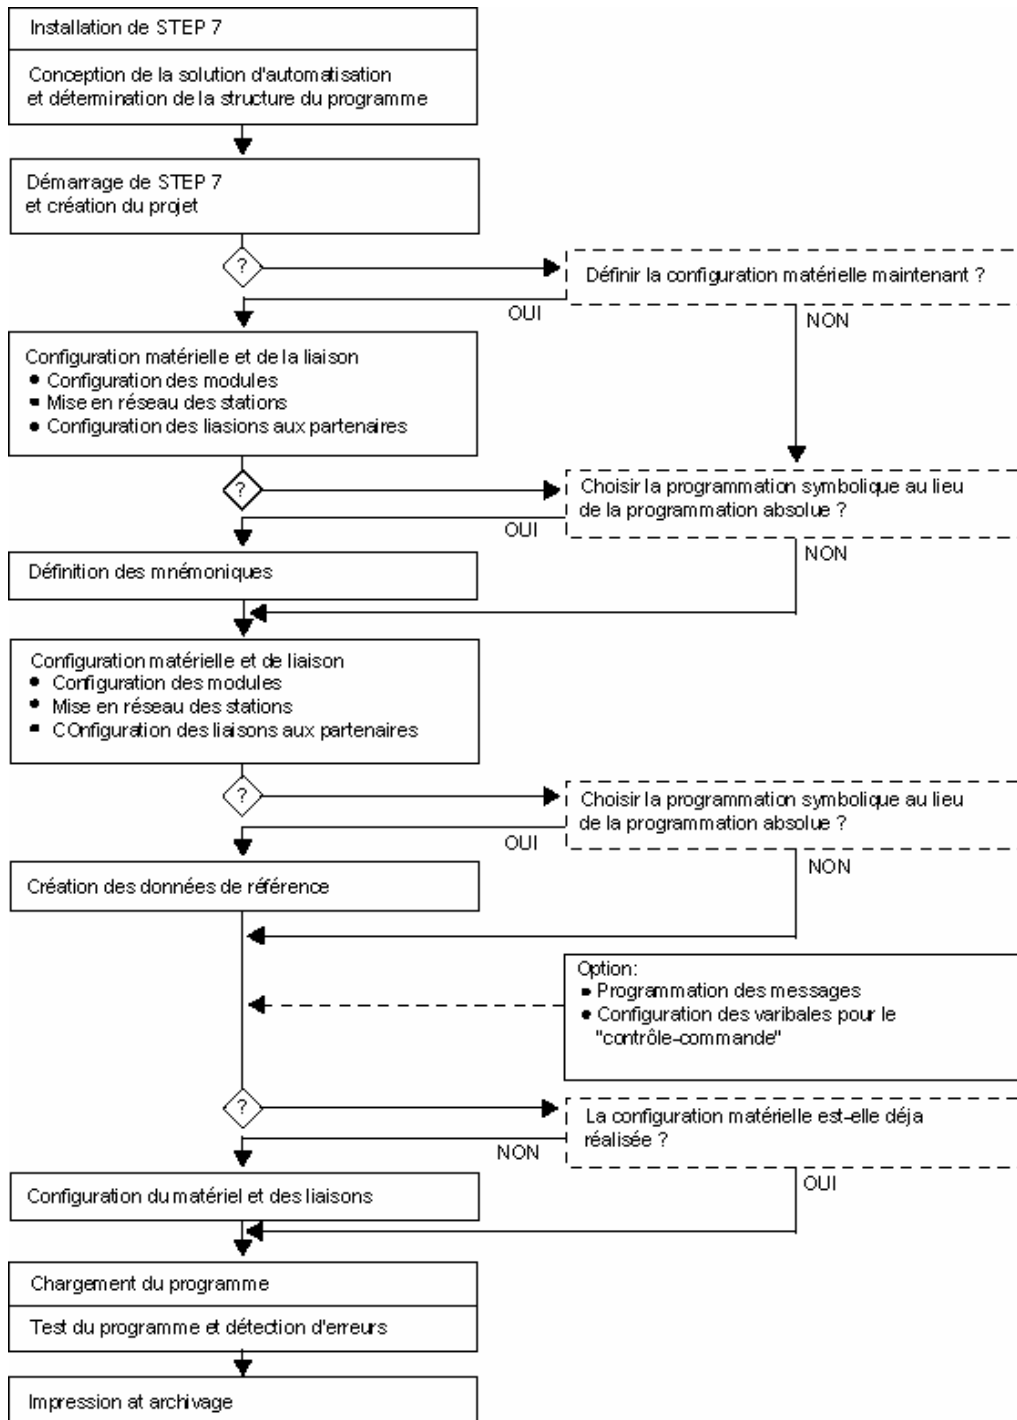 Installation de STEP 7
Conception de la solution d'automatisation
et détermination de la structure du programme
Démarrage de STEP 7
et création du projet
?
Définir la configuration matérielle maintenant ?
OUI
NON
Configuration matérielle et de la liaison
• Configuration des modules
▪ Mise en réseau des stations
• Configuration des liasions aux partenaires
?
Choisir la programmation symbolique au lieu
de la programmation absolue ?
OUI
NON
Définition des mnémoniques
Configuration matérielle et de liaison
• Configuration des modules
• Mise en réseau des stations
▪ COnfiguration des liaisons aux partenaires
?
Choisir la programmation symbolique au lieu
de la programmation absolue ?
OUI
NON
Création des données de référence
Option:
• Programmation des messages
• Configuration des varibales pour le
"contrôle-commande"
?
La configuration matérielle est-elle déja
réalisée ?
NON
OUI
Configuration du matériel et des liaisons
Chargement du programme
Test du programme et détection d'erreurs
Impression at archivage